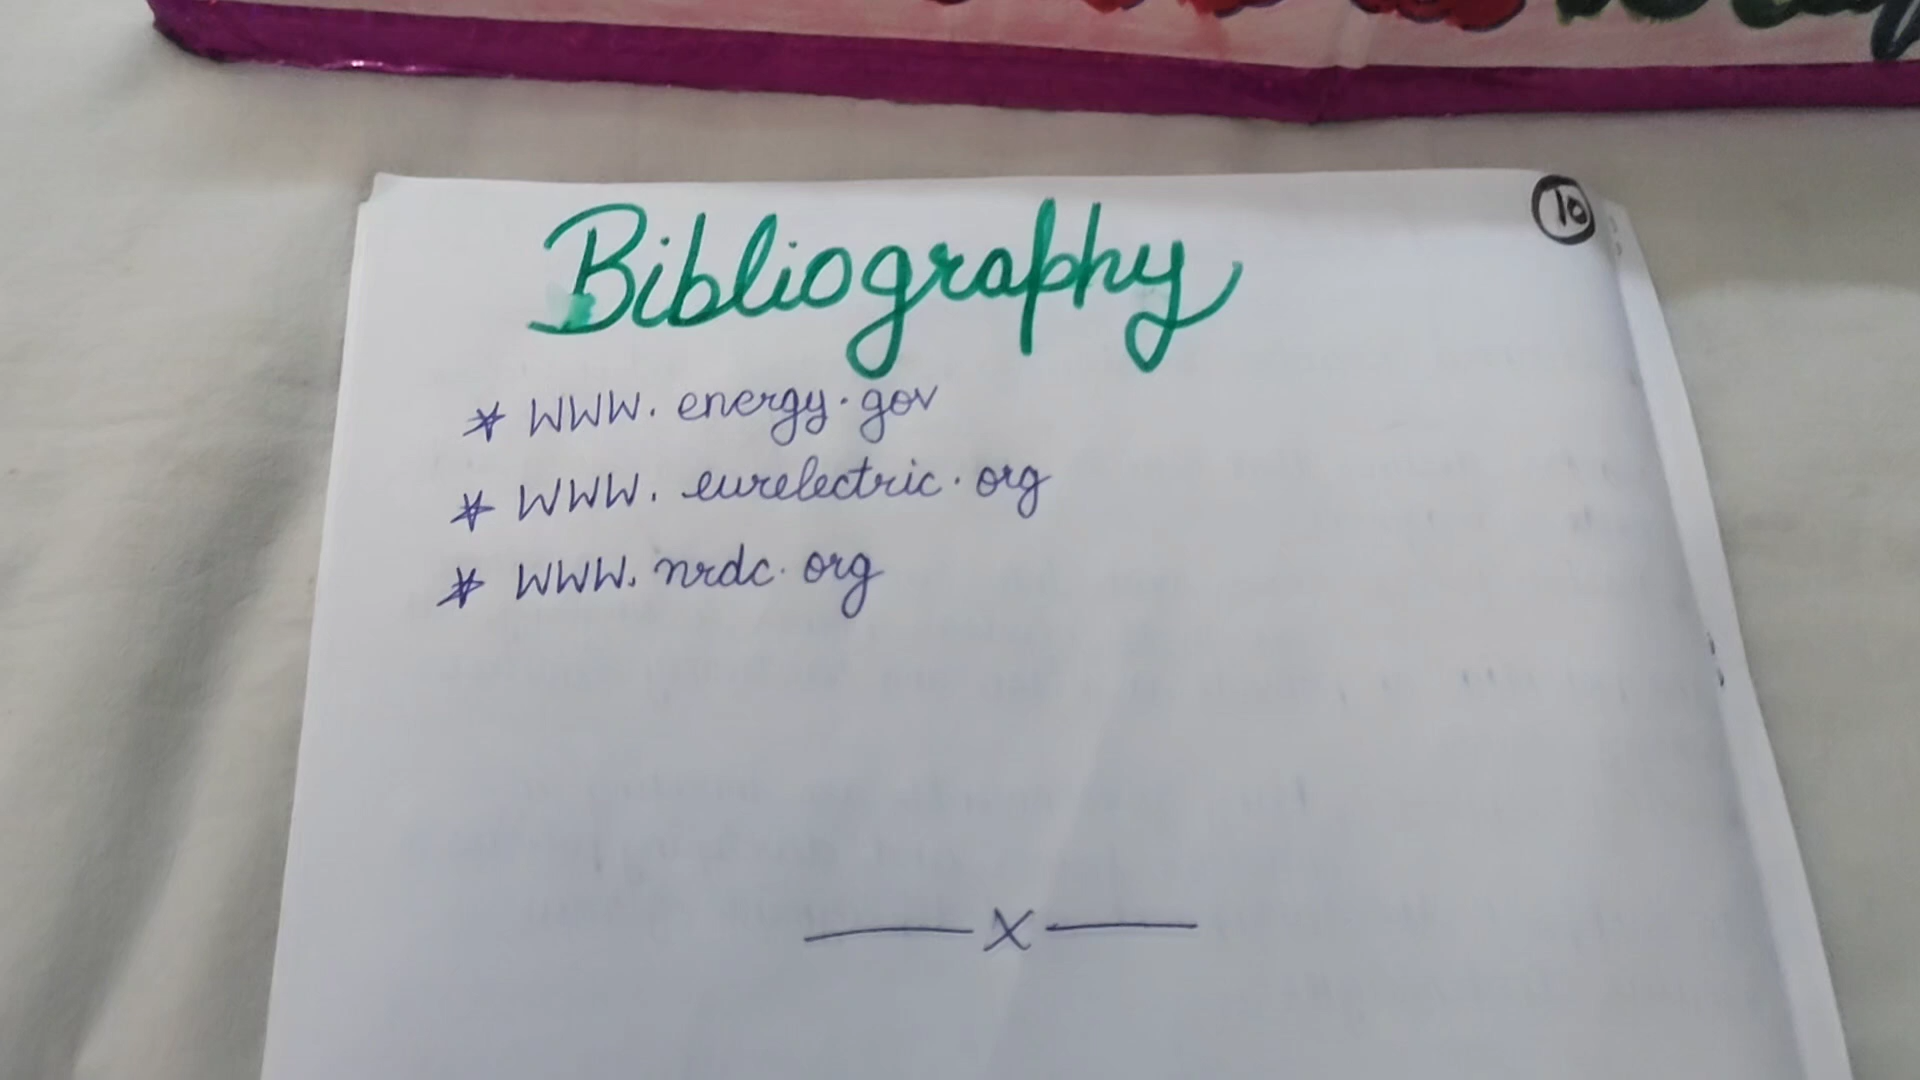 10
Bibliography
* WWW. energy.gov
* WWW. eurelectric.org
* WWW. nrdc.org
x